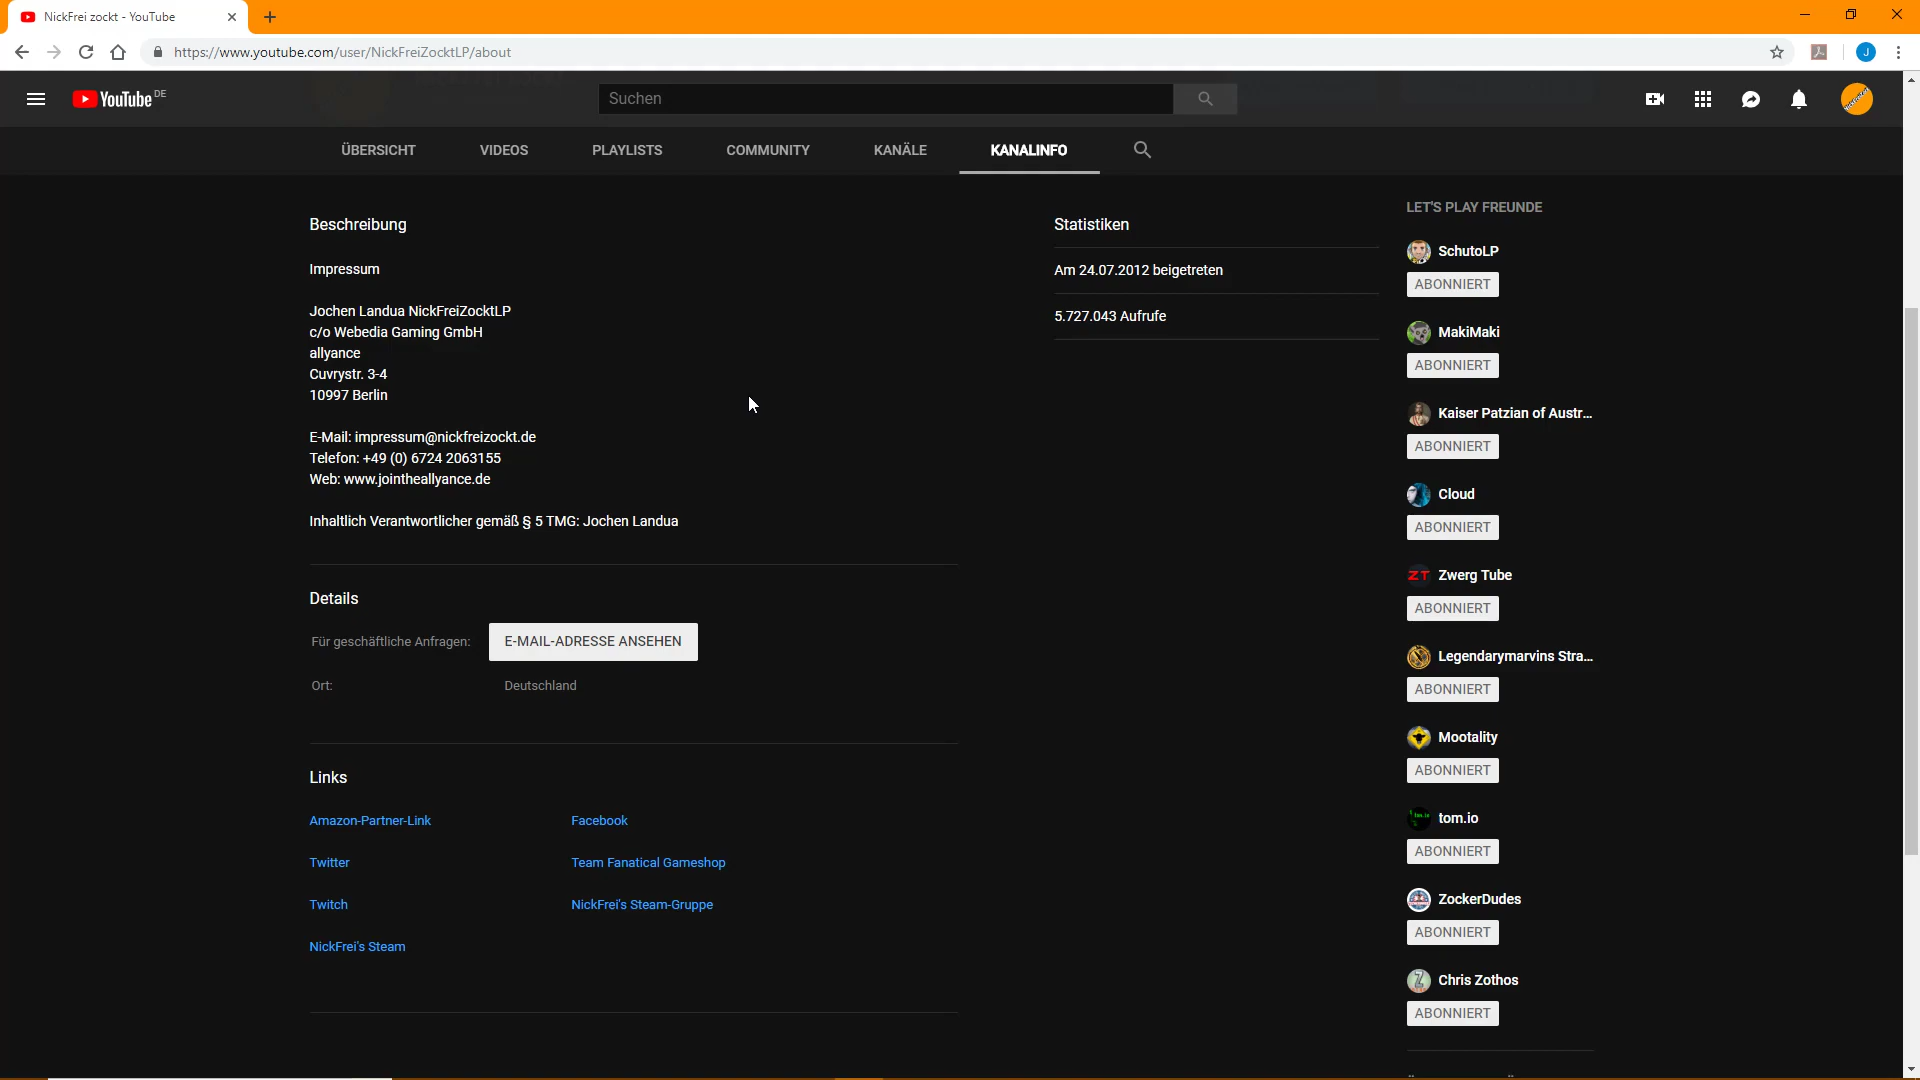 NickFrei zockt - YouTube
https://www.youtube.com/user/NickFreiZocktLP/about
J
YouTube DE
Suchen
ÜBERSICHT
VIDEOS
PLAYLISTS
COMMUNITY
KANÄLE
KANALINFO
Beschreibung
Impressum
Jochen Landua NickFreiZocktLP
c/o Webedia Gaming GmbH
allyance
Cuvrystr. 3-4
10997 Berlin
E-Mail: impressum@nickfreizockt.de
Telefon: +49 (0) 6724 2063155
Web: www.jointheallyance.de
Inhaltlich Verantwortlicher gemäß § 5 TMG: Jochen Landua
Details
Für geschäftliche Anfragen:
E-MAIL-ADRESSE ANSEHEN
Ort:
Deutschland
Links
Amazon-Partner-Link
Facebook
Twitter
Team Fanatical Gameshop
Twitch
NickFrei's Steam-Gruppe
NickFrei's Steam
Statistiken
Am 24.07.2012 beigetreten
5.727.043 Aufrufe
LET'S PLAY FREUNDE
SchutoLP
ABONNIERT
MakiMaki
ABONNIERT
Kaiser Patzian of Austr...
ABONNIERT
Cloud
ABONNIERT
ZT Zwerg Tube
ABONNIERT
Legendarymarvins Stra...
ABONNIERT
Mootality
ABONNIERT
tom.io
ABONNIERT
ZockerDudes
ABONNIERT
Chris Zothos
ABONNIERT